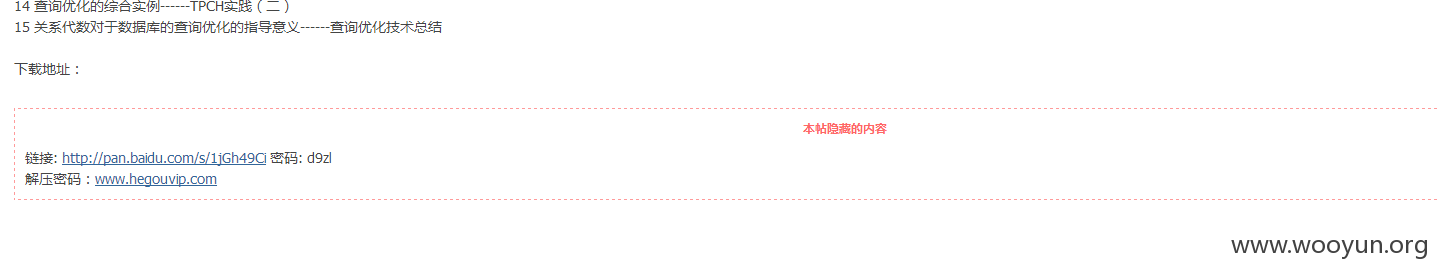 14 查询优化的综合实例------TPCH实践（二）
15 关系代数对于数据库的查询优化的指导意义------查询优化技术总结
下载地址：
本帖隐藏的内容
链接: http://pan.baidu.com/s/1jGh49Ci 密码: d9zl
解压密码：www.hegouvip.com
www.wooyun.org